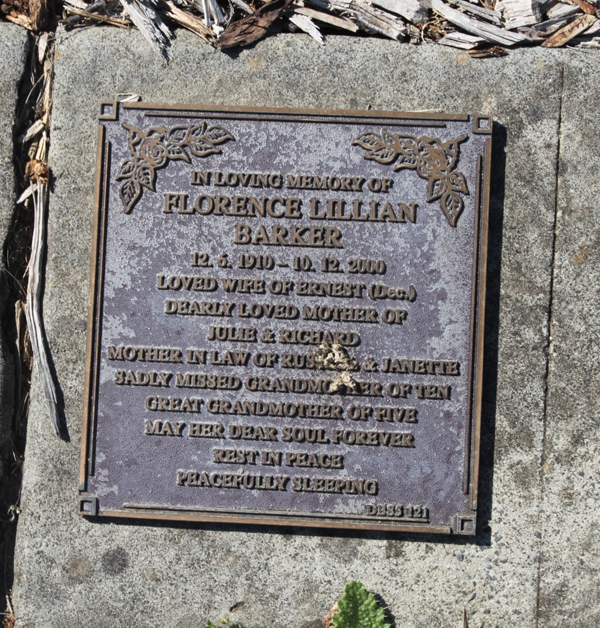 IN LOVING MEMORY OF
FLORENCE LILLIAN
BARKER
12. 6. 1910 – 10. 12. 2000
LOVED WIFE OF ERNEST (Dec.)
DEARLY LOVED MOTHER OF
JULIE & RICHARD
MOTHER IN LAW OF & JANETTE
SADLY MISSED GRANDMOTHER OF TEN
GREAT GRANDMOTHER OF FIVE
MAY HER DEAR SOUL FOREVER
REST IN PEACE
PEACEFULLY SLEEPING
DBSS 121